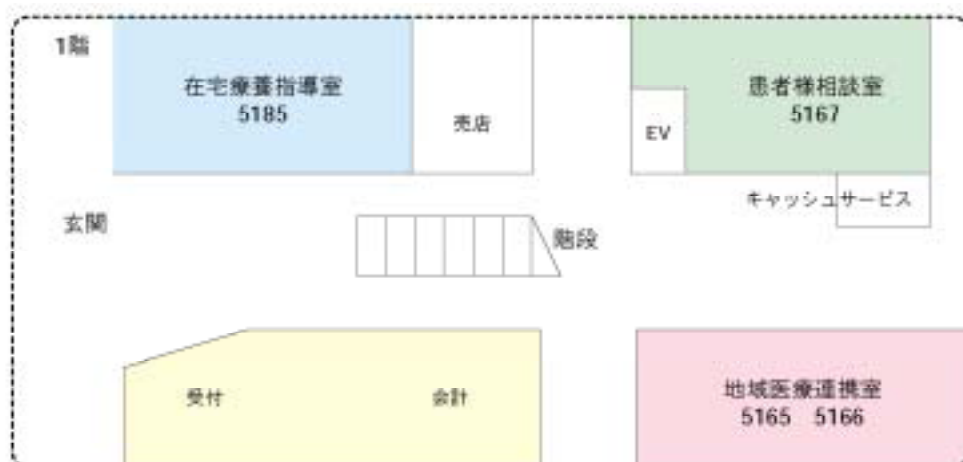 1階
在宅療養指導室
5185
売店
EV
患者様相談室
5167
キャッシュサービス
玄関
階段
受付
会計
地域医療連携室
5165 5166